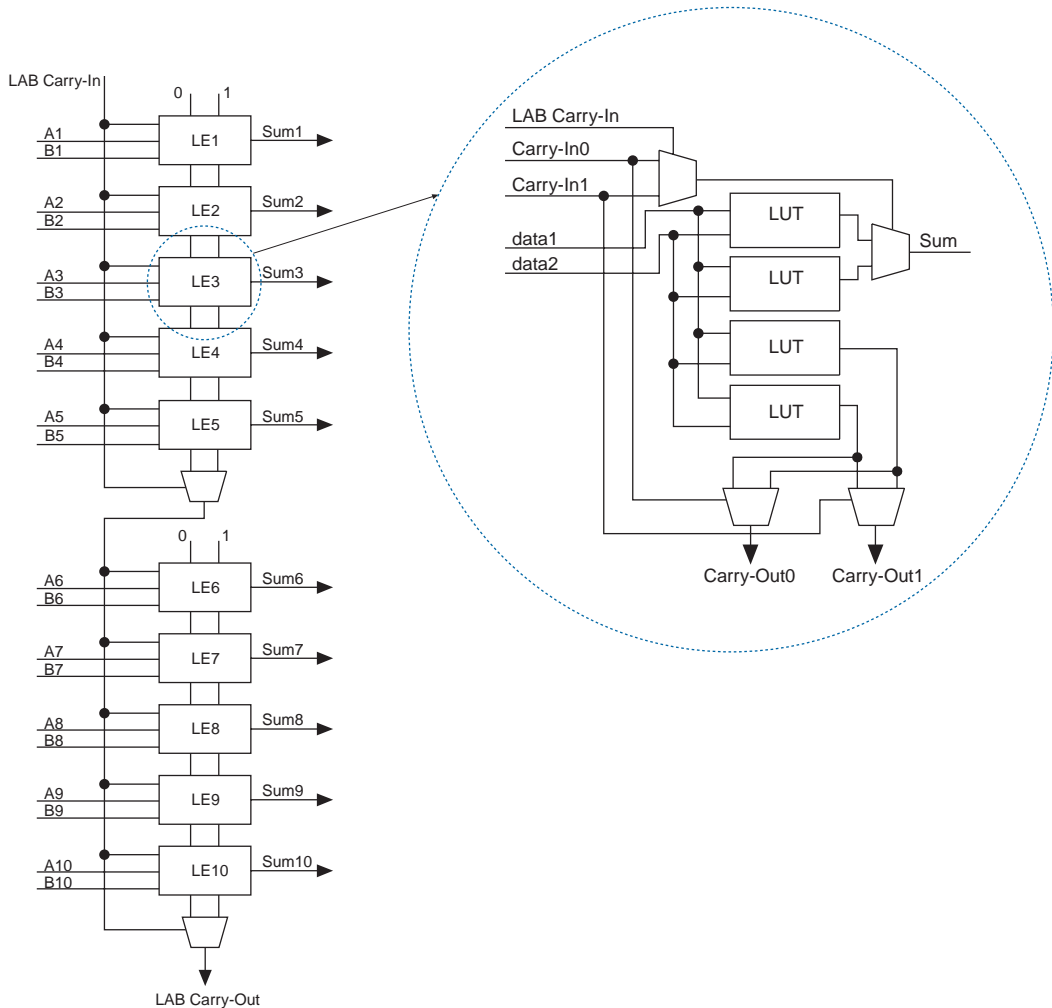 LAB Carry-In
0 1
A1
B1
LE1
Sum1
A2
B2
LE2
Sum2
A3
B3
LE3
Sum3
A4
B4
LE4
Sum4
A5
B5
LE5
Sum5
0 1
A6
B6
LE6
Sum6
A7
B7
LE7
Sum7
A8
B8
LE8
Sum8
A9
B9
LE9
Sum9
A10
B10
LE10
Sum10
LAB Carry-Out
LAB Carry-In
Carry-In0
Carry-In1
data1
data2
LUT
LUT
LUT
LUT
Sum
Carry-Out0
Carry-Out1